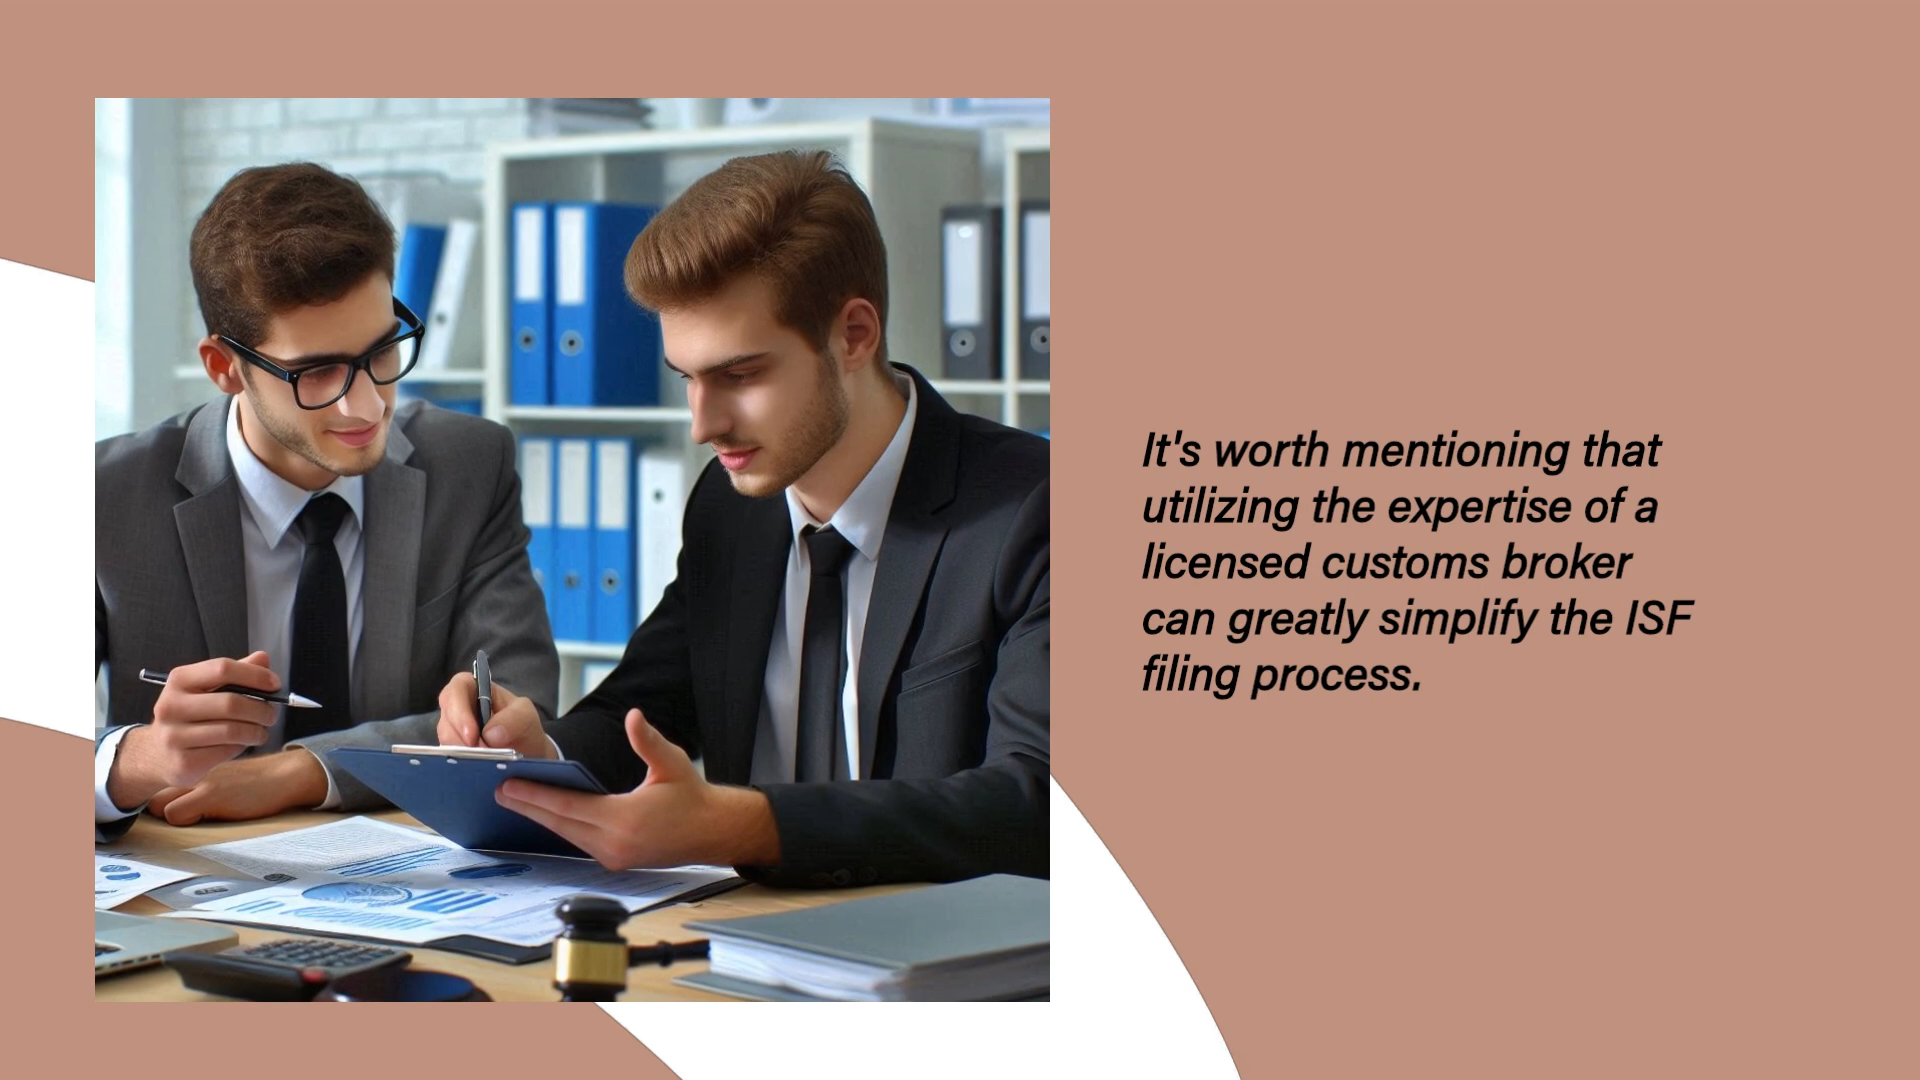 It's worth mentioning that
utilizing the expertise of a
licensed customs broker
can greatly simplify the ISF
filing process.